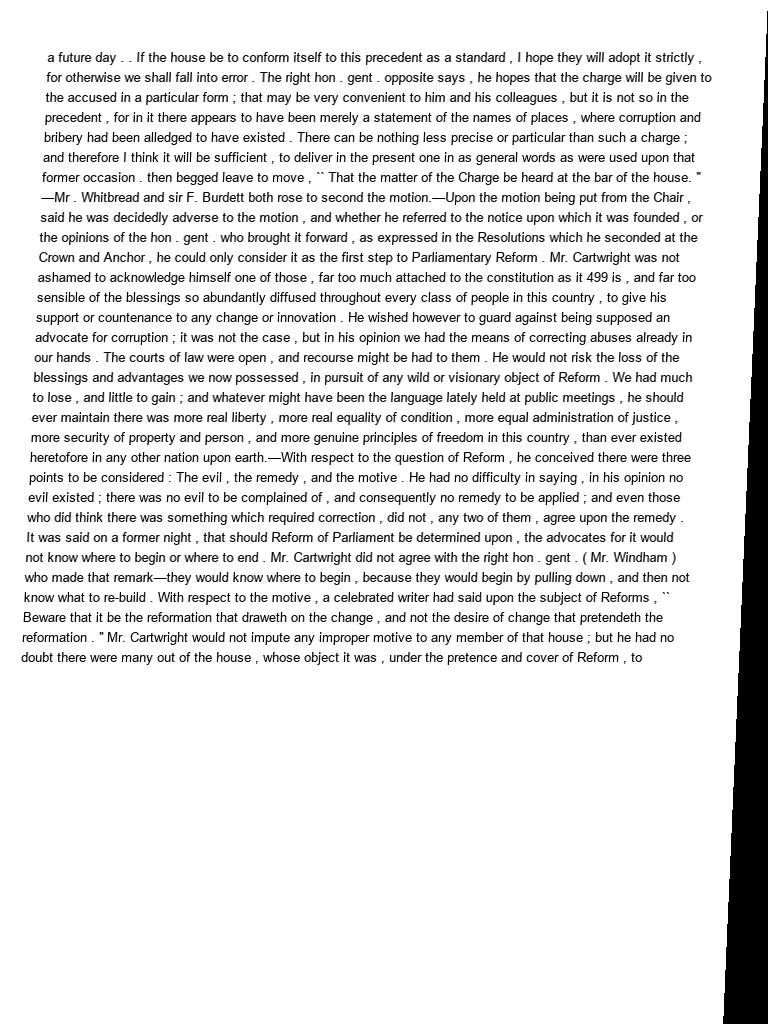 a future day . . If the house be to conform itself to this precedent as a standard , I hope they will adopt it strictly ,
for otherwise we shall fall into error . The right hon . gent . opposite says , he hopes that the charge will be given to
the accused in a particular form ; that may be very convenient to him and his colleagues , but it is not so in the
precedent , for in it there appears to have been merely a statement of the names of places , where corruption and
bribery had been alledged to have existed . There can be nothing less precise or particular than such a charge ;
and therefore I think it will be sufficient , to deliver in the present one in as general words as were used upon that
former occasion . then begged leave to move , `` That the matter of the Charge be heard at the bar of the house. "
—Mr . Whitbread and sir F. Burdett both rose to second the motion.—Upon the motion being put from the Chair ,
said he was decidedly adverse to the motion , and whether he referred to the notice upon which it was founded , or
the opinions of the hon . gent . who brought it forward , as expressed in the Resolutions which he seconded at the
Crown and Anchor , he could only consider it as the first step to Parliamentary Reform . Mr. Cartwright was not
ashamed to acknowledge himself one of those , far too much attached to the constitution as it 499 is , and far too
sensible of the blessings so abundantly diffused throughout every class of people in this country , to give his
support or countenance to any change or innovation . He wished however to guard against being supposed an
advocate for corruption ; it was not the case , but in his opinion we had the means of correcting abuses already in
our hands . The courts of law were open , and recourse might be had to them . He would not risk the loss of the
blessings and advantages we now possessed , in pursuit of any wild or visionary object of Reform . We had much
to lose , and little to gain ; and whatever might have been the language lately held at public meetings , he should
ever maintain there was more real liberty , more real equality of condition , more equal administration of justice ,
more security of property and person , and more genuine principles of freedom in this country , than ever existed
heretofore in any other nation upon earth.—With respect to the question of Reform , he conceived there were three
points to be considered : The evil , the remedy , and the motive . He had no difficulty in saying , in his opinion no
evil existed ; there was no evil to be complained of , and consequently no remedy to be applied ; and even those
who did think there was something which required correction , did not , any two of them , agree upon the remedy .
It was said on a former night , that should Reform of Parliament be determined upon , the advocates for it would
not know where to begin or where to end . Mr. Cartwright did not agree with the right hon . gent . ( Mr. Windham )
who made that remark—they would know where to begin , because they would begin by pulling down , and then not
know what to re-build . With respect to the motive , a celebrated writer had said upon the subject of Reforms , ``
Beware that it be the reformation that draweth on the change , and not the desire of change that pretendeth the
reformation . " Mr. Cartwright would not impute any improper motive to any member of that house ; but he had no
doubt there were many out of the house , whose object it was , under the pretence and cover of Reform , to